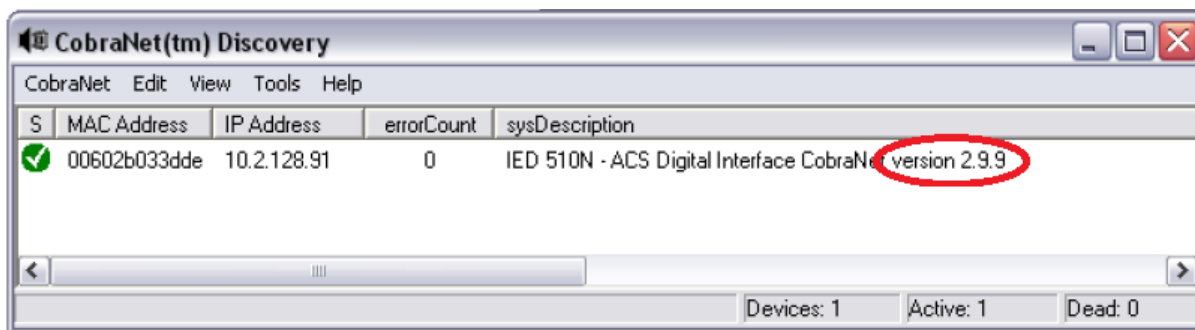 CobraNet(tm) Discovery
CobraNet Edit View Tools Help
S MAC Address IP Address errorCount sysDescription
00602b033dde 10.2.128.91 0 IED 510N - ACS Digital Interface CobraNet version 2.9.9
Devices: 1 Active: 1 Dead: 0